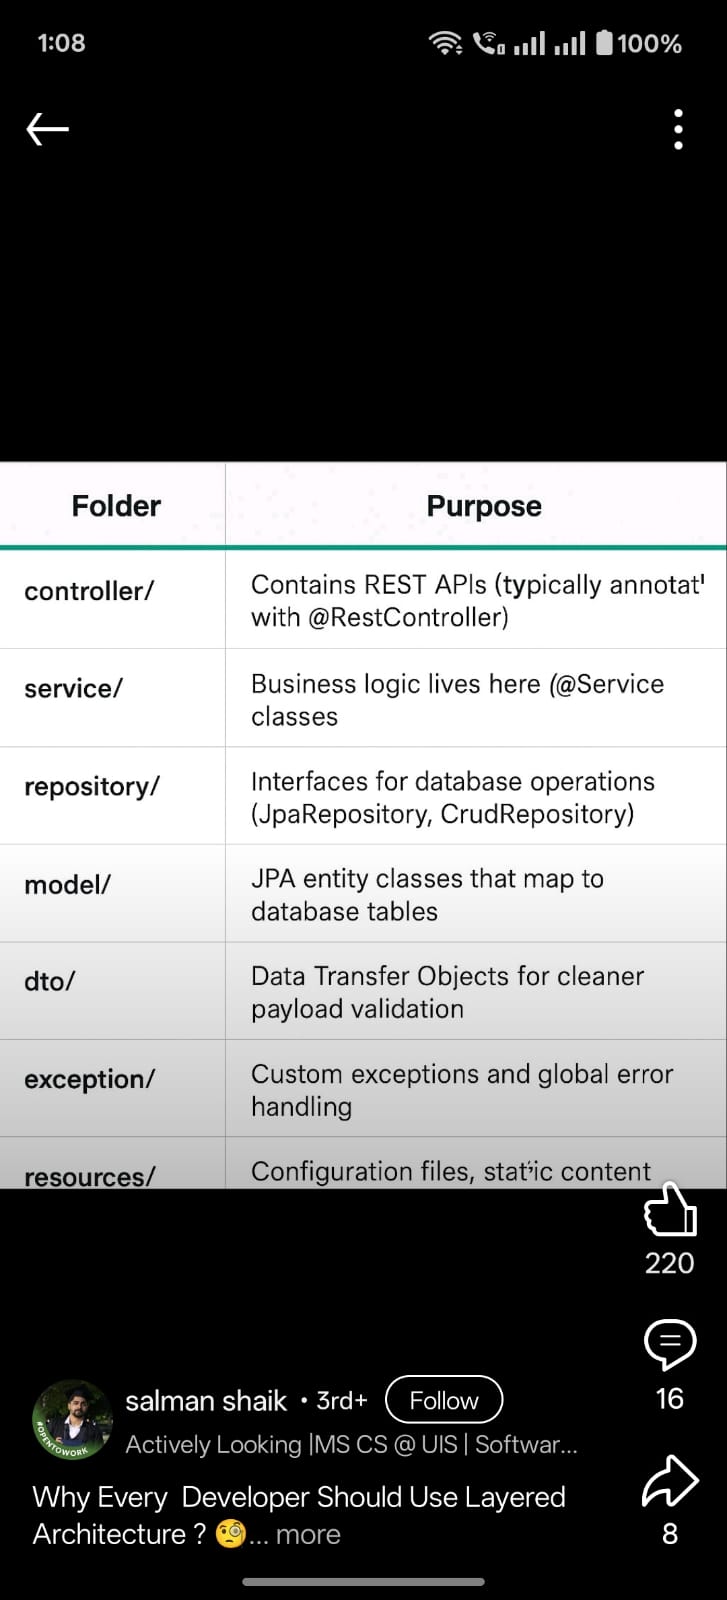 1:08
100%
Folder
Purpose
controller/
Contains REST APIs (typically annotat'
with @RestController)
service/
Business logic lives here (@Service
classes
repository/
Interfaces for database operations
(JpaRepository, CrudRepository)
model/
JPA entity classes that map to
database tables
dto/
Data Transfer Objects for cleaner
payload validation
exception/
Custom exceptions and global error
handling
resources/
Configuration files, static content
220
16
salman shaik • 3rd+
Follow
Actively Looking |MS CS @ UIS | Softwar...
#OPENTOWORK
Why Every Developer Should Use Layered
Architecture ? 🧐... more
8